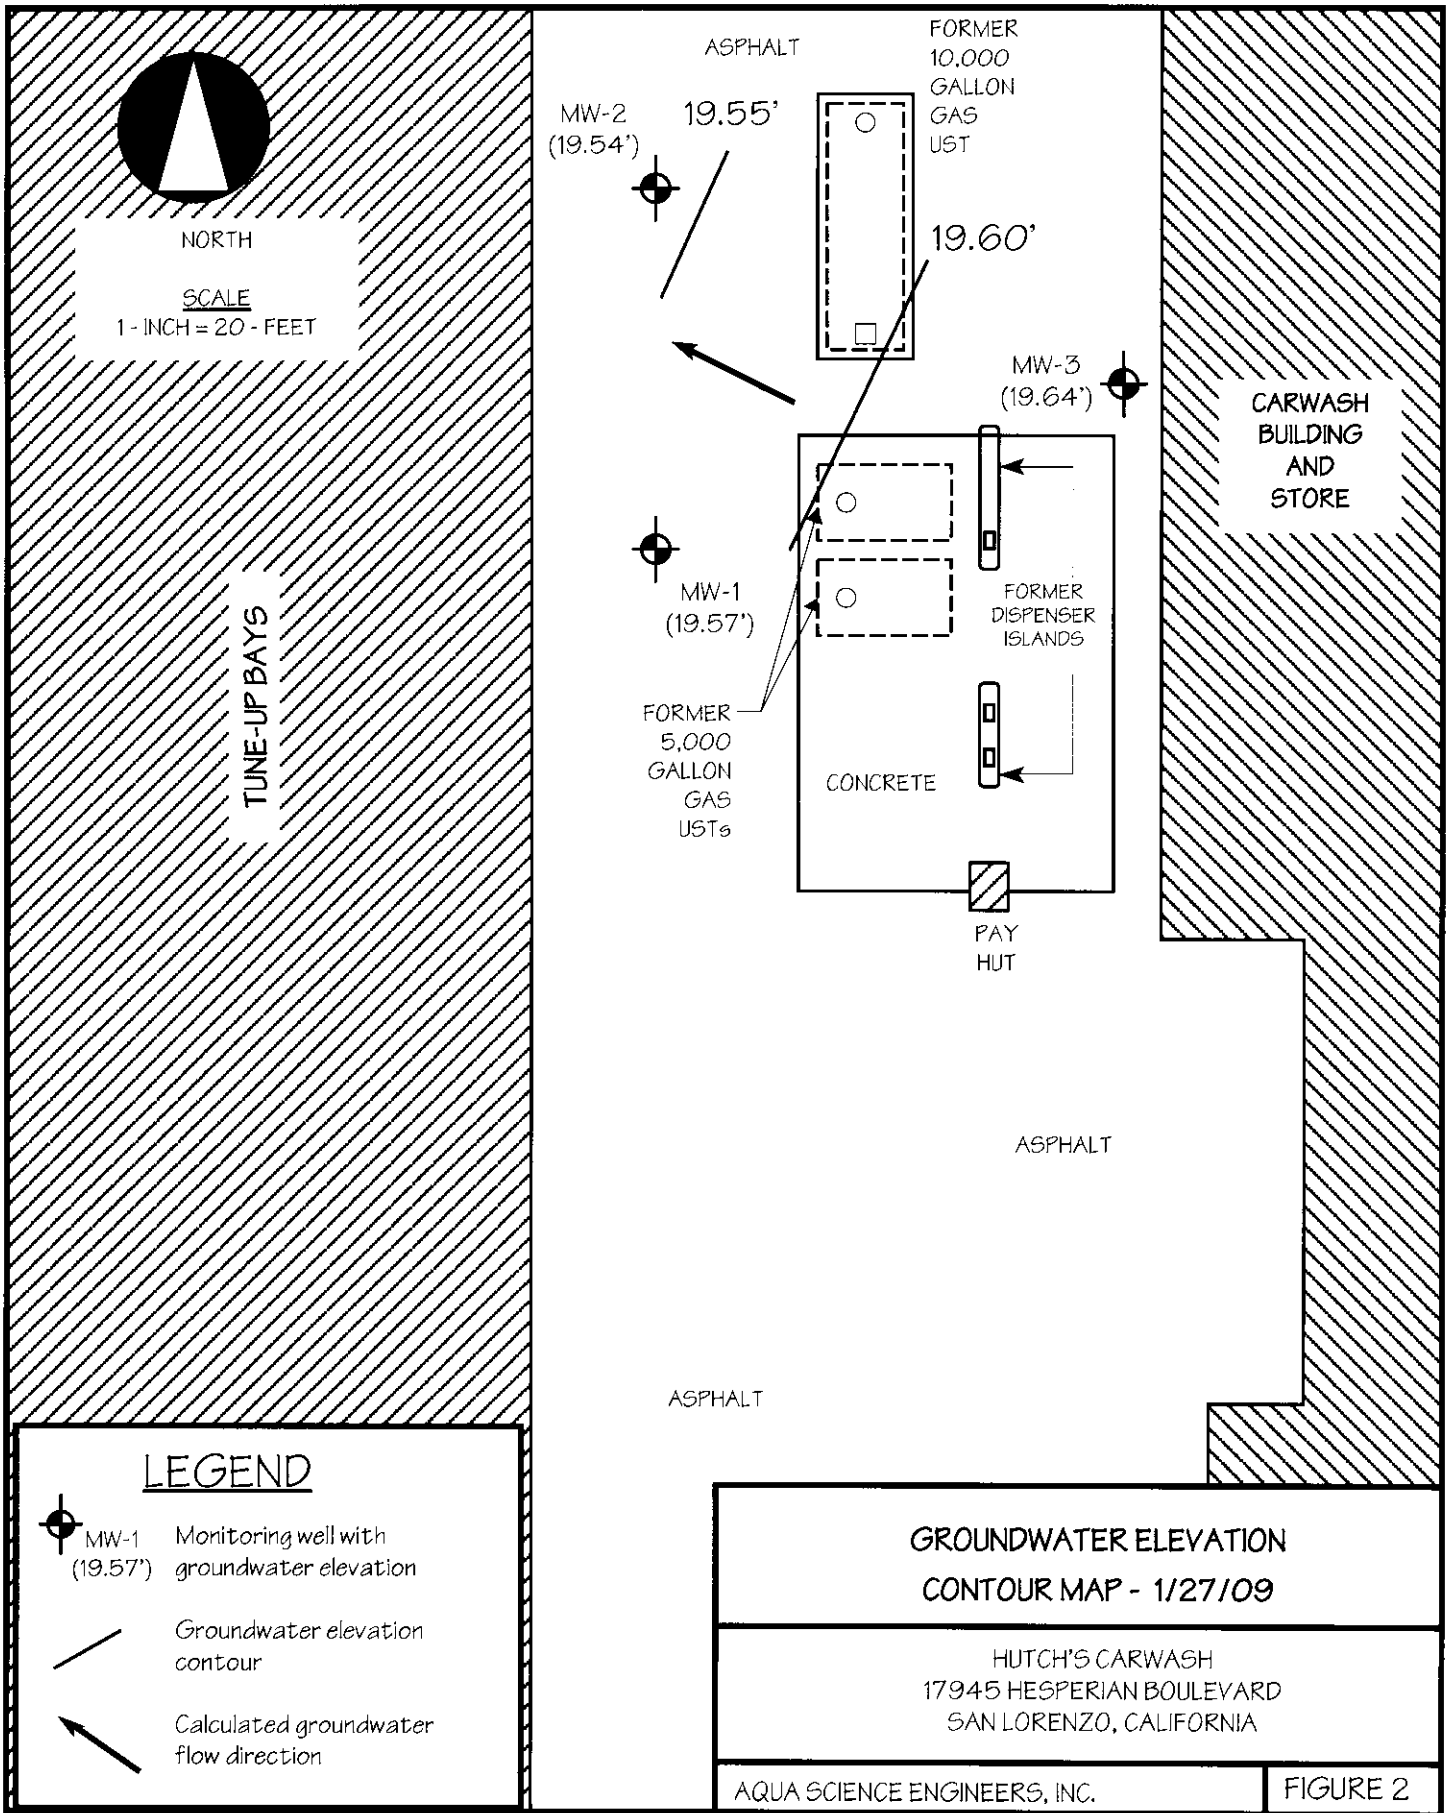 ASPHALT
FORMER
10,000
GALLON
GAS
UST
MW-2
(19.54')
19.55'
19.60'
NORTH
SCALE
1 - INCH = 20 - FEET
MW-3
(19.64')
CARWASH
BUILDING
AND
STORE
MW-1
(19.57')
FORMER
DISPENSER
ISLANDS
TUNE-UP BAYS
FORMER
5,000
GALLON
GAS
USTs
CONCRETE
PAY
HUT
ASPHALT
ASPHALT
LEGEND
MW-1
(19.57')
Monitoring well with
groundwater elevation
Groundwater elevation
contour
Calculated groundwater
flow direction
GROUNDWATER ELEVATION
CONTOUR MAP - 1/27/09
HUTCH'S CARWASH
17945 HESPERIAN BOULEVARD
SAN LORENZO, CALIFORNIA
AQUA SCIENCE ENGINEERS, INC.
FIGURE 2